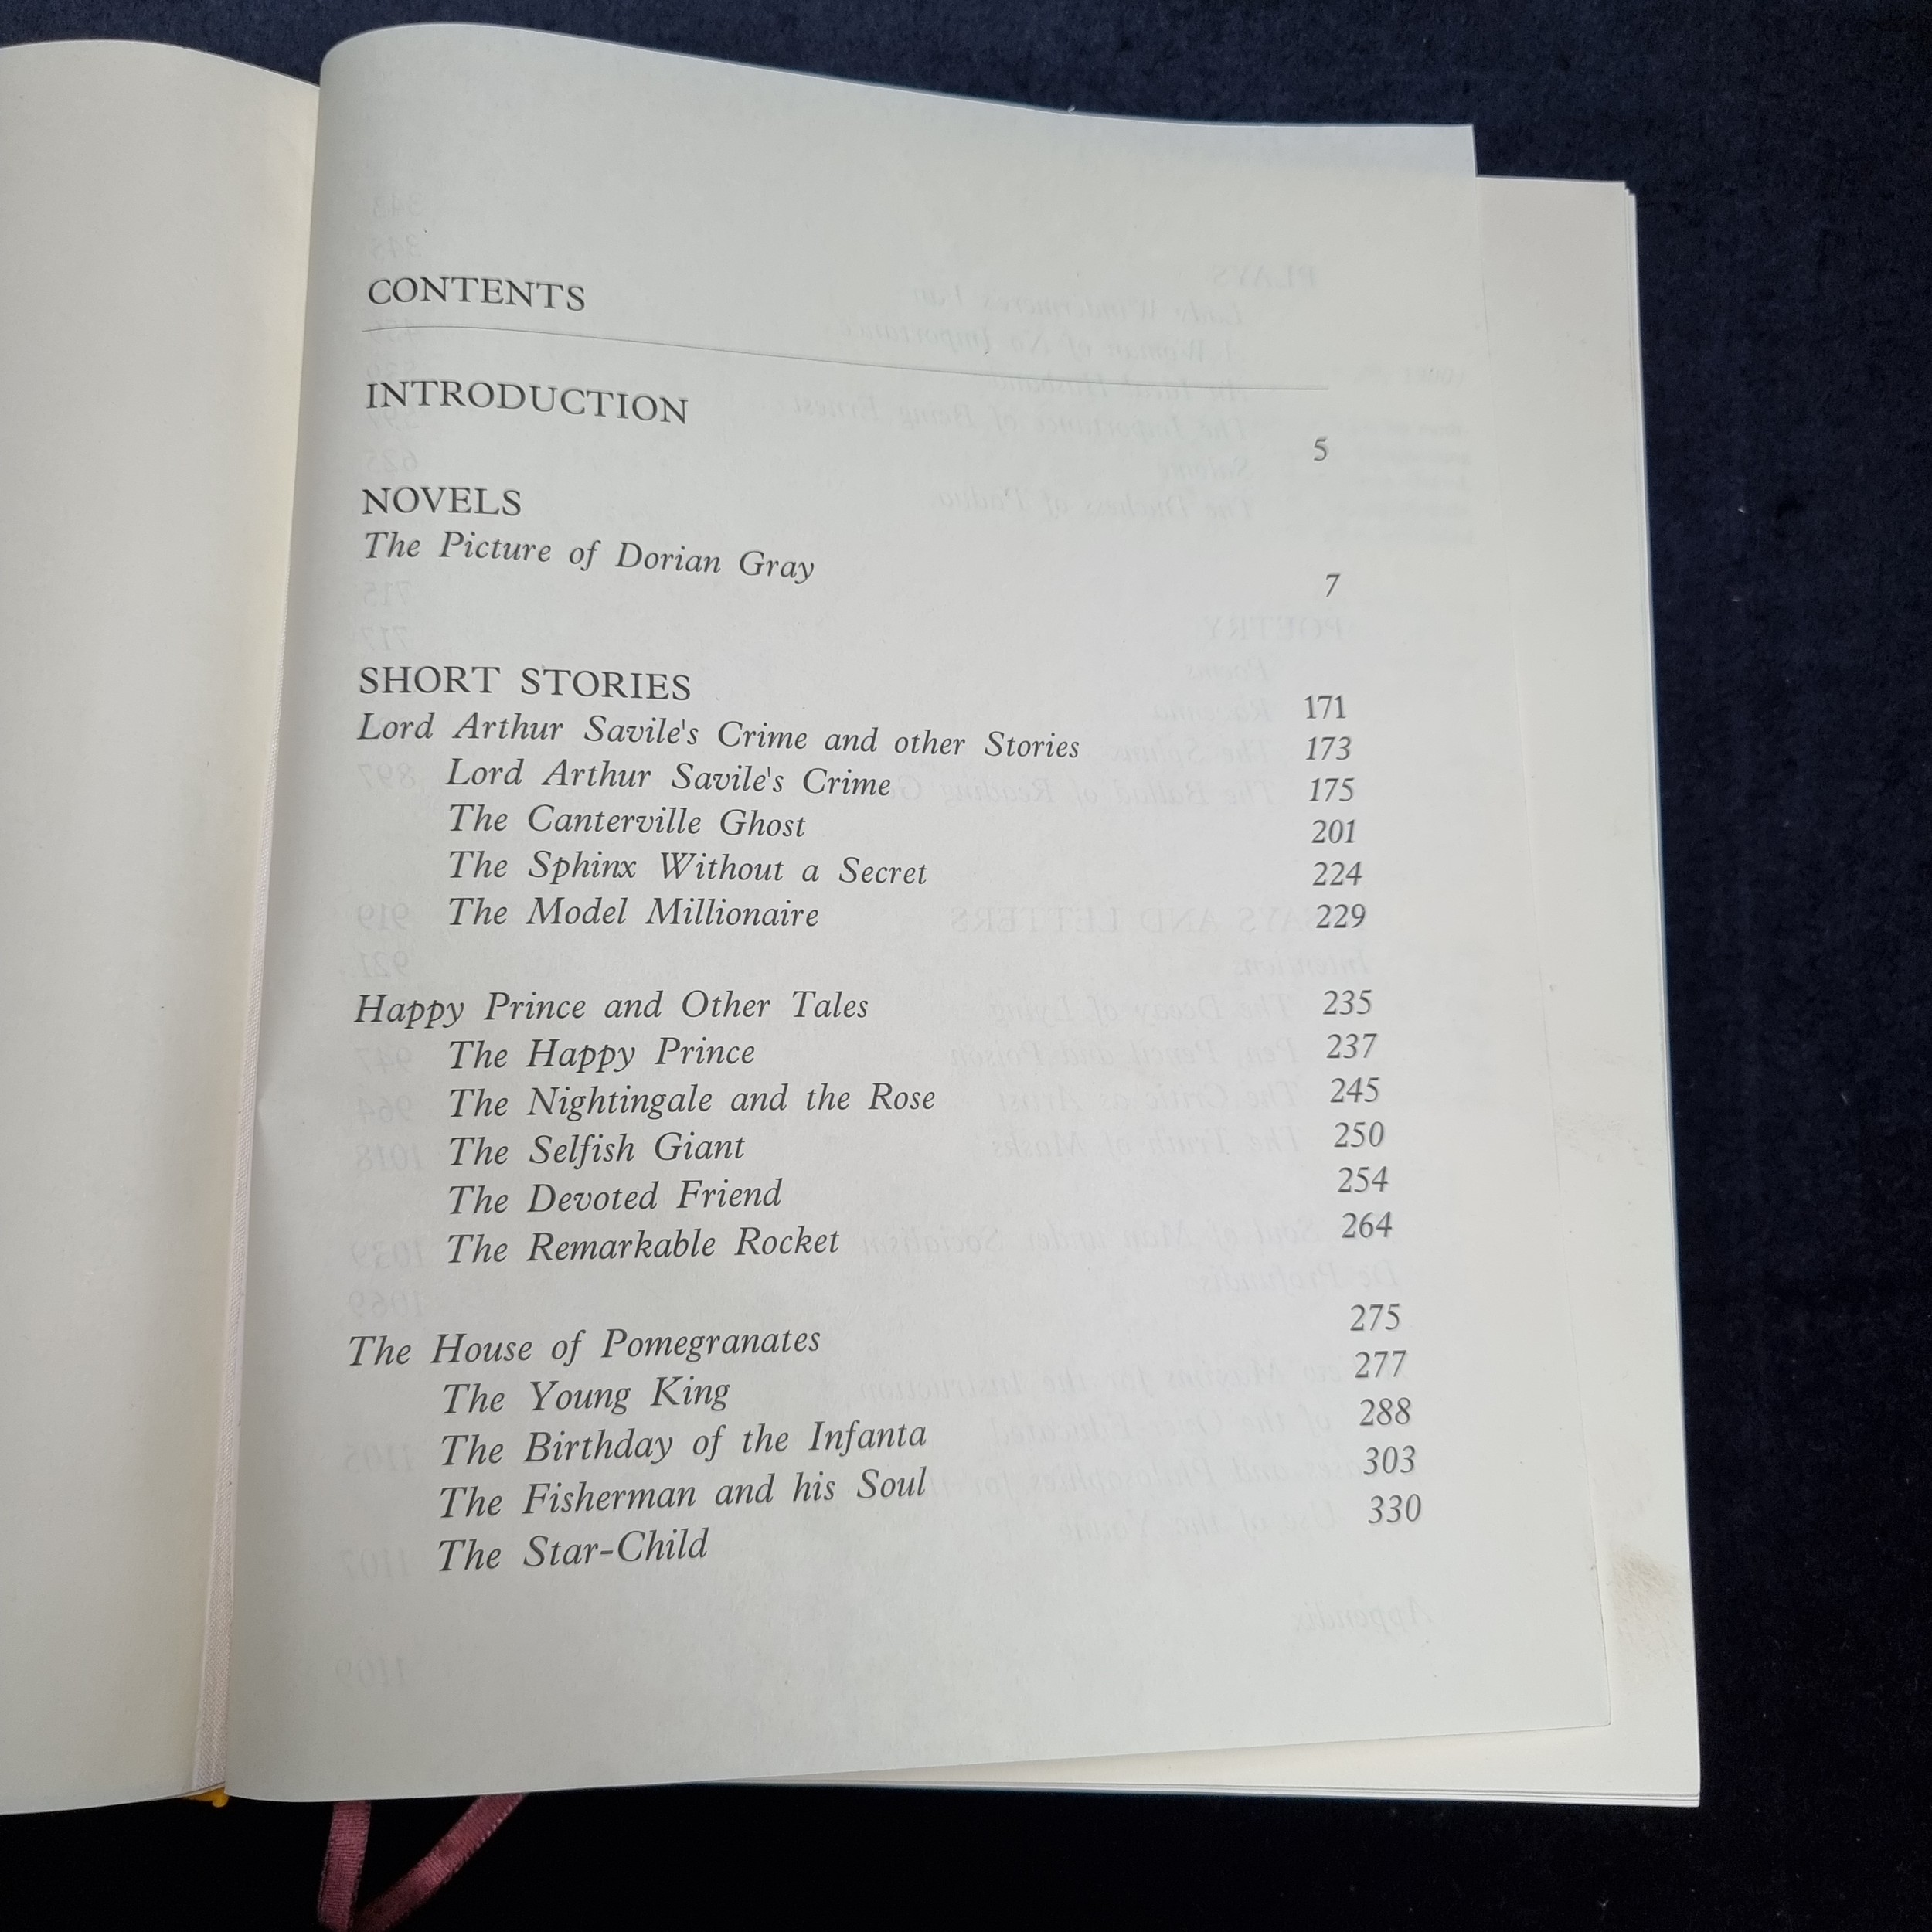 CONTENTS
INTRODUCTION 5
NOVELS
The Picture of Dorian Gray 7
SHORT STORIES 171
Lord Arthur Savile's Crime and other Stories 173
Lord Arthur Savile's Crime 175
The Canterville Ghost 201
The Sphinx Without a Secret 224
The Model Millionaire 229
Happy Prince and Other Tales 235
The Happy Prince 237
The Nightingale and the Rose 245
The Selfish Giant 250
The Devoted Friend 254
The Remarkable Rocket 264
The House of Pomegranates 275
The Young King 277
The Birthday of the Infanta 288
The Fisherman and his Soul 303
The Star-Child 330